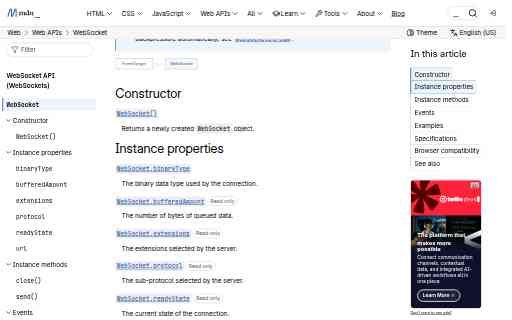 mdn_
HTML
CSS
JavaScript
Web APIs
All
Learn
Tools
About
Blog
Web
Web APIs
WebSocket
Theme
English (US)
Filter
WebSocket API
(WebSockets)
WebSocket
Constructor
WebSocket()
Instance properties
binaryType
bufferedAmount
extensions
protocol
readyState
url
Instance methods
close()
send()
Events
EventTarget
WebSocket
Constructor
WebSocket()
Returns a newly created WebSocket object.
Instance properties
WebSocket.binaryType
The binary data type used by the connection.
WebSocket.bufferedAmount Read only
The number of bytes of queued data.
WebSocket.extensions Read only
The extensions selected by the server.
WebSocket.protocol Read only
The sub-protocol selected by the server.
WebSocket.readyState Read only
The current state of the connection.
In this article
Constructor
Instance properties
Instance methods
Events
Examples
Specifications
Browser compatibility
See also
twilio
The platform that
makes more
possible
Connect communication
channels, contextual
data, and integrated AI-
driven workflows all in
one place
Learn More
Don't want to see ads?